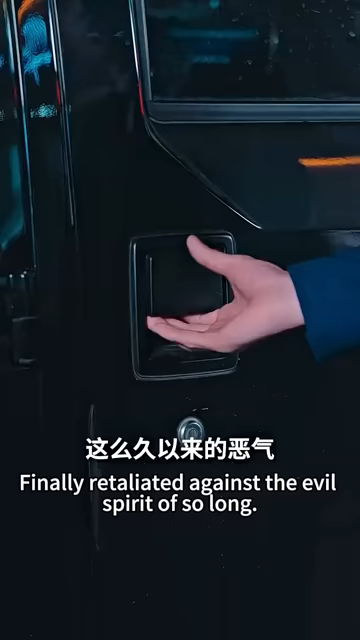 这么久以来的恶气
Finally retaliated against the evil
spirit of so long.